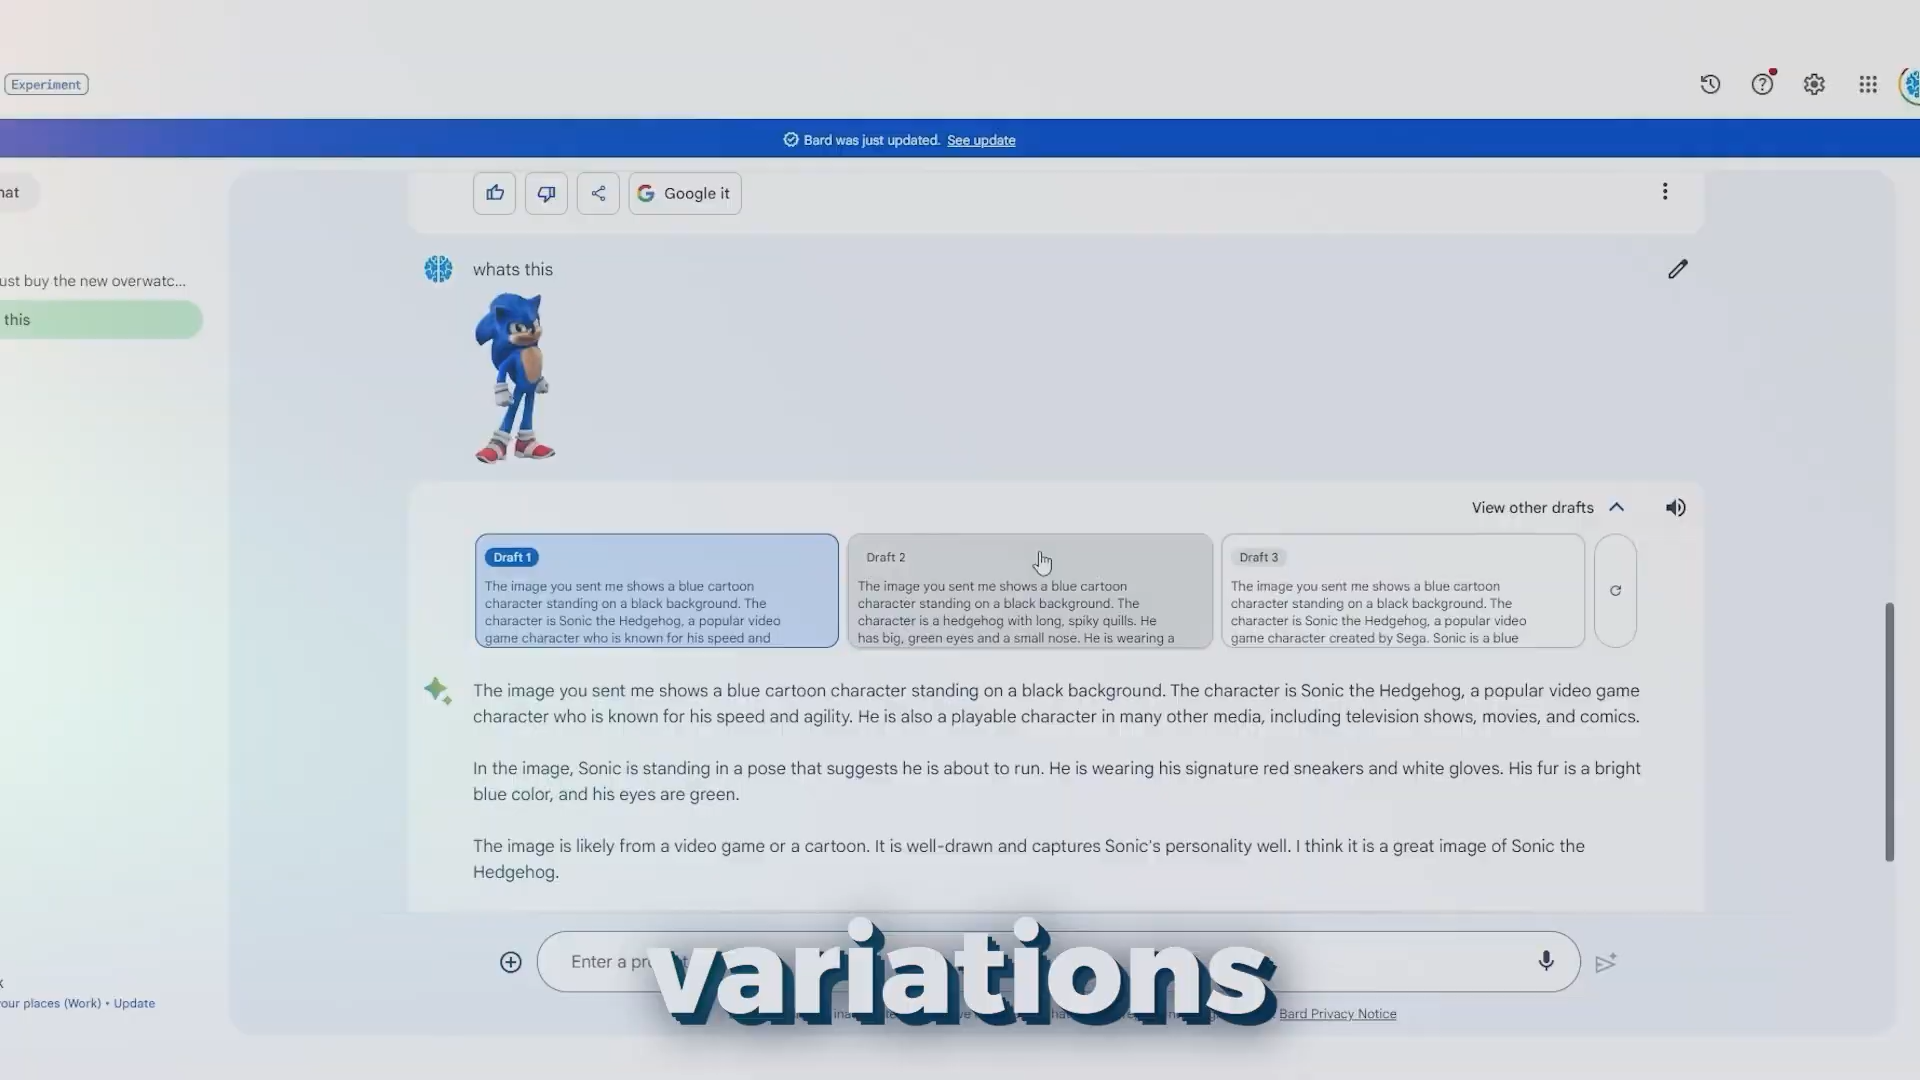 Experiment
Bard was just updated. See update
hat
Google it
whats this
ust buy the new overwatc...
this
View other drafts
Draft 1
The image you sent me shows a blue cartoon
character standing on a black background. The
character is Sonic the Hedgehog, a popular video
game character who is known for his speed and
Draft 2
The image you sent me shows a blue cartoon
character standing on a black background. The
character is a hedgehog with long, spiky quills. He
has big, green eyes and a small nose. He is wearing a
Draft 3
The image you sent me shows a blue cartoon
character standing on a black background. The
character is Sonic the Hedgehog, a popular video
game character created by Sega. Sonic is a blue
The image you sent me shows a blue cartoon character standing on a black background. The character is Sonic the Hedgehog, a popular video game
character who is known for his speed and agility. He is also a playable character in many other media, including television shows, movies, and comics.
In the image, Sonic is standing in a pose that suggests he is about to run. He is wearing his signature red sneakers and white gloves. His fur is a bright
blue color, and his eyes are green.
The image is likely from a video game or a cartoon. It is well-drawn and captures Sonic's personality well. I think it is a great image of Sonic the
Hedgehog.
Enter a pr
variations
our places (Work) • Update
Bard Privacy Notice